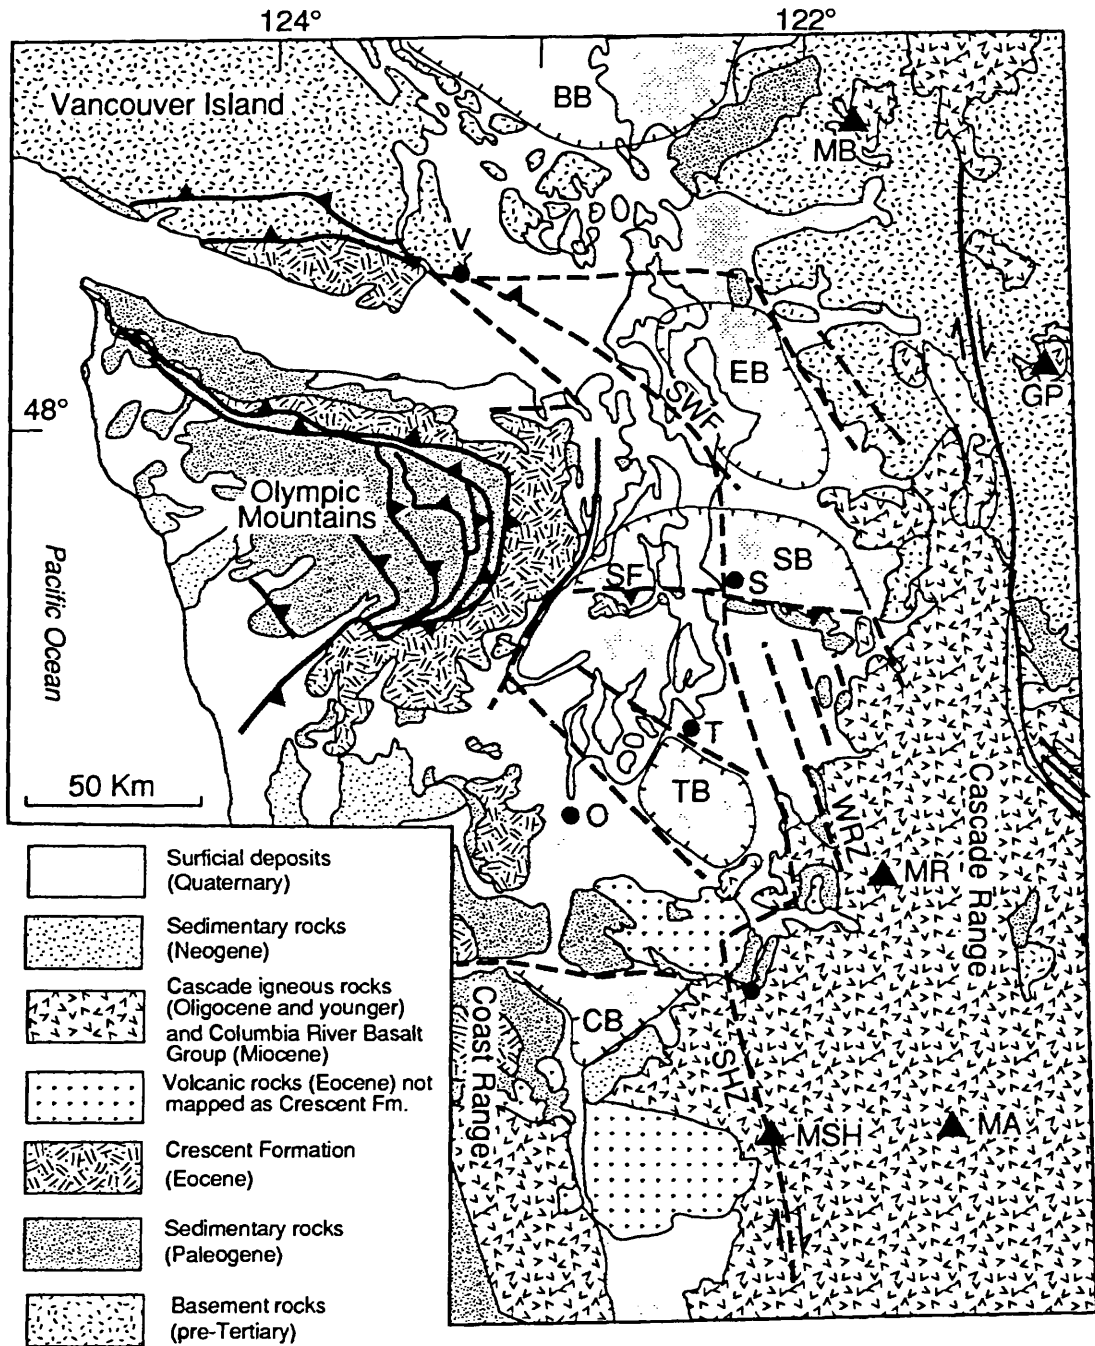 124°
122°
Vancouver Island
BB
MB
V
EB
SWF
GP
48°
Olympic
Mountains
Pacific Ocean
SF
S
SB
T
TB
50 Km
O
WRZ
MR
Cascade Range
Coast Range
CB
SHZ
MSH
MA
Surficial deposits
(Quaternary)
Sedimentary rocks
(Neogene)
Cascade igneous rocks
(Oligocene and younger)
and Columbia River Basalt
Group (Miocene)
Volcanic rocks (Eocene) not
mapped as Crescent Fm.
Crescent Formation
(Eocene)
Sedimentary rocks
(Paleogene)
Basement rocks
(pre-Tertiary)